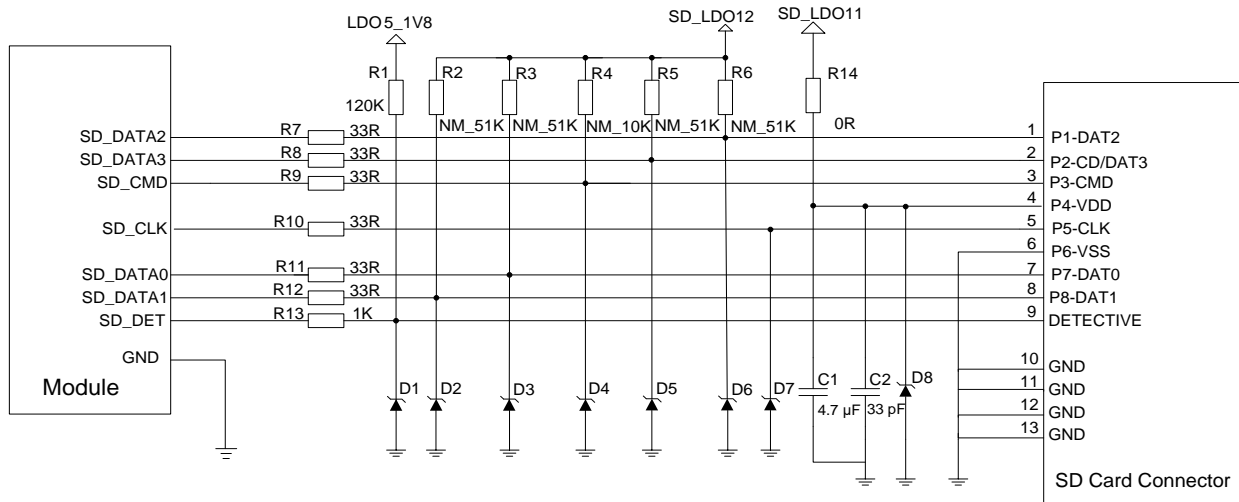 LDO5_1V8
SD_LDO12
SD_LDO11
R1
R2
R3
R4
R5
R6
R14
120K
NM_51K
NM_51K
NM_10K
NM_51K
NM_51K
0R
SD_DATA2
R7
33R
1
P1-DAT2
SD_DATA3
R8
33R
2
P2-CD/DAT3
SD_CMD
R9
33R
3
P3-CMD
4
P4-VDD
SD_CLK
R10
33R
5
P5-CLK
6
P6-VSS
SD_DATA0
R11
33R
7
P7-DAT0
SD_DATA1
R12
33R
8
P8-DAT1
SD_DET
R13
1K
9
DETECTIVE
GND
10
GND
11
GND
12
GND
13
GND
Module
D1
D2
D3
D4
D5
D6
D7
C1
4.7 µF
C2
33 pF
D8
SD Card Connector